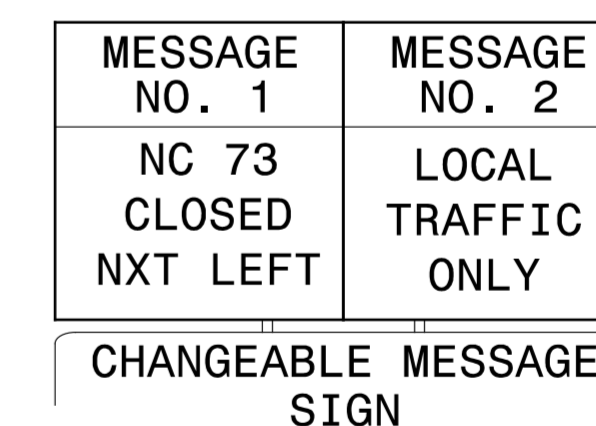 MESSAGE
NO. 1
MESSAGE
NO. 2
NC 73
CLOSED
NXT LEFT
LOCAL
TRAFFIC
ONLY
CHANGEABLE MESSAGE
SIGN